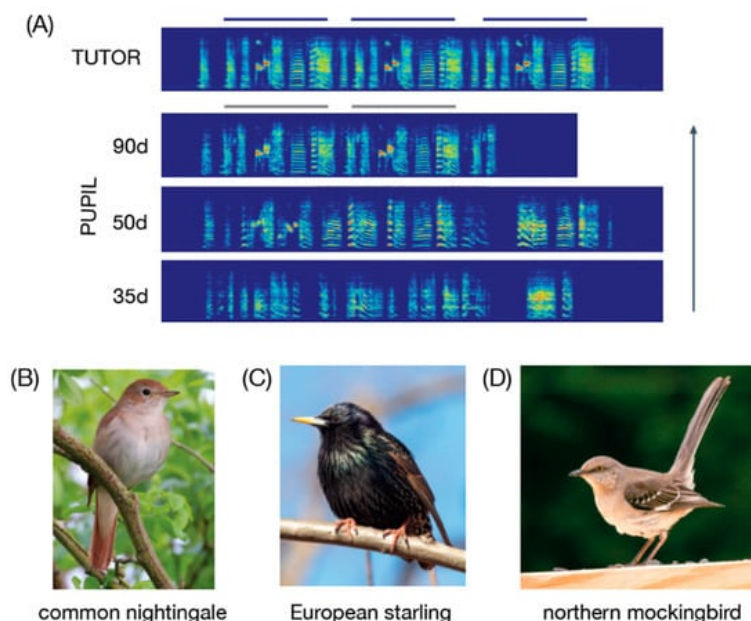 (A)
TUTOR
90d
PUPIL
50d
35d
(B)
(C)
(D)
common nightingale
European starling
northern mockingbird